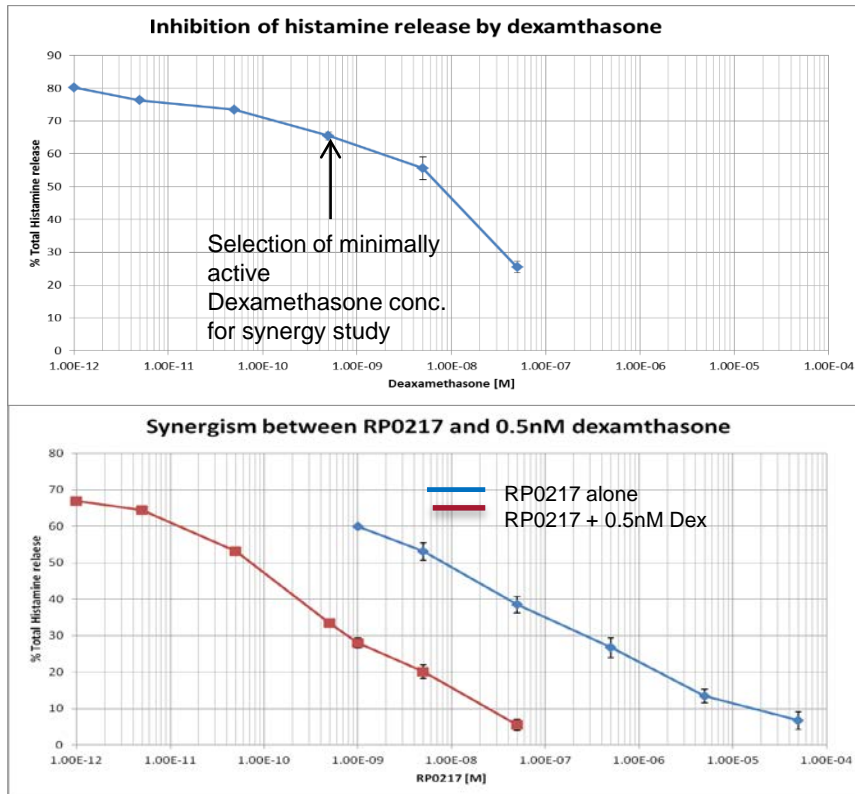 Inhibition of histamine release by dexamthasone
% Total Histamine release
90
80
70
60
50
40
30
20
10
0
Selection of minimally
active
Dexamethasone conc.
for synergy study
1.00E-12 1.00E-11 1.00E-10 1.00E-09 1.00E-08 1.00E-07 1.00E-06 1.00E-05 1.00E-04
Deaxamethasone [M]
Synergism between RP0217 and 0.5nM dexamthasone
% Total Histamine relaese
80
70
60
50
40
30
20
10
0
RP0217 alone
RP0217 + 0.5nM Dex
1.00E-12 1.00E-11 1.00E-10 1.00E-09 1.00E-08 1.00E-07 1.00E-06 1.00E-05 1.00E-04
RP0217 [M]